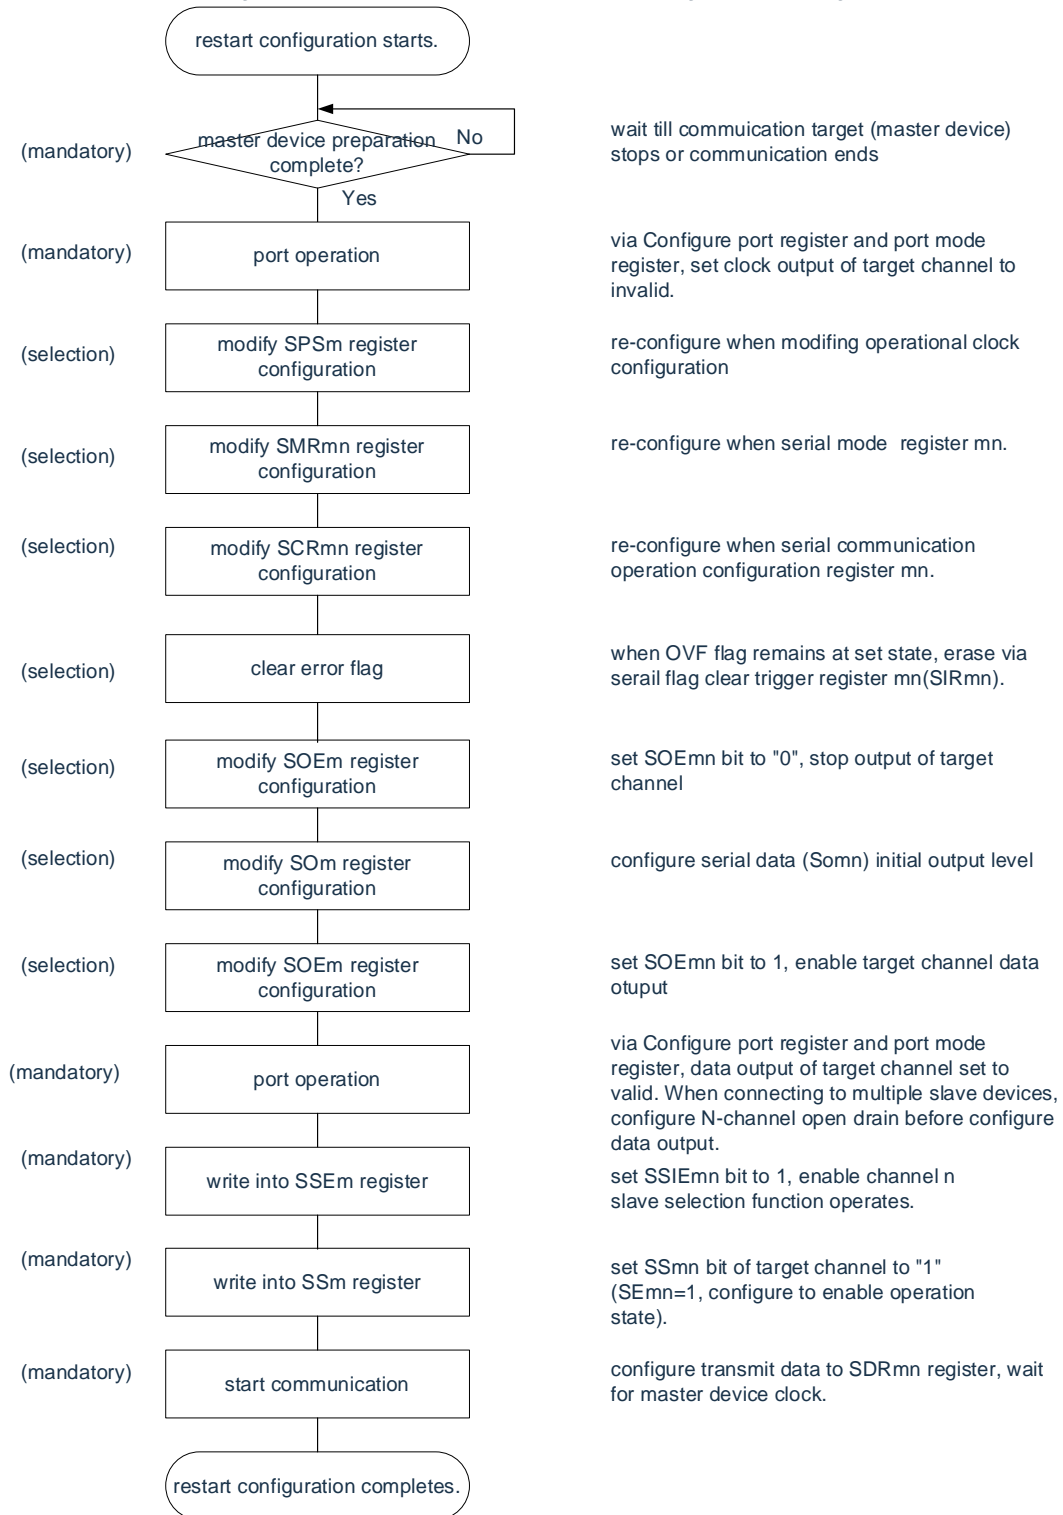 restart configuration starts.
(mandatory)
master device preparation
complete?
No
wait till commuication target (master device)
stops or communication ends
Yes
(mandatory)
port operation
via Configure port register and port mode
register, set clock output of target channel to
invalid.
(selection)
modify SPSm register
configuration
re-configure when modifing operational clock
configuration
(selection)
modify SMRmn register
configuration
re-configure when serial mode  register mn.
(selection)
modify SCRmn register
configuration
re-configure when serial communication
operation configuration register mn.
(selection)
clear error flag
when OVF flag remains at set state, erase via
serail flag clear trigger register mn(SIRmn).
(selection)
modify SOEm register
configuration
set SOEmn bit to "0", stop output of target
channel
(selection)
modify SOm register
configuration
configure serial data (Somn) initial output level
(selection)
modify SOEm register
configuration
set SOEmn bit to 1, enable target channel data
otuput
(mandatory)
port operation
via Configure port register and port mode
register, data output of target channel set to
valid. When connecting to multiple slave devices,
configure N-channel open drain before configure
data output.
(mandatory)
write into SSEm register
set SSIEmn bit to 1, enable channel n
slave selection function operates.
(mandatory)
write into SSm register
set SSmn bit of target channel to "1"
(SEmn=1, configure to enable operation
state).
(mandatory)
start communication
configure transmit data to SDRmn register, wait
for master device clock.
restart configuration completes.